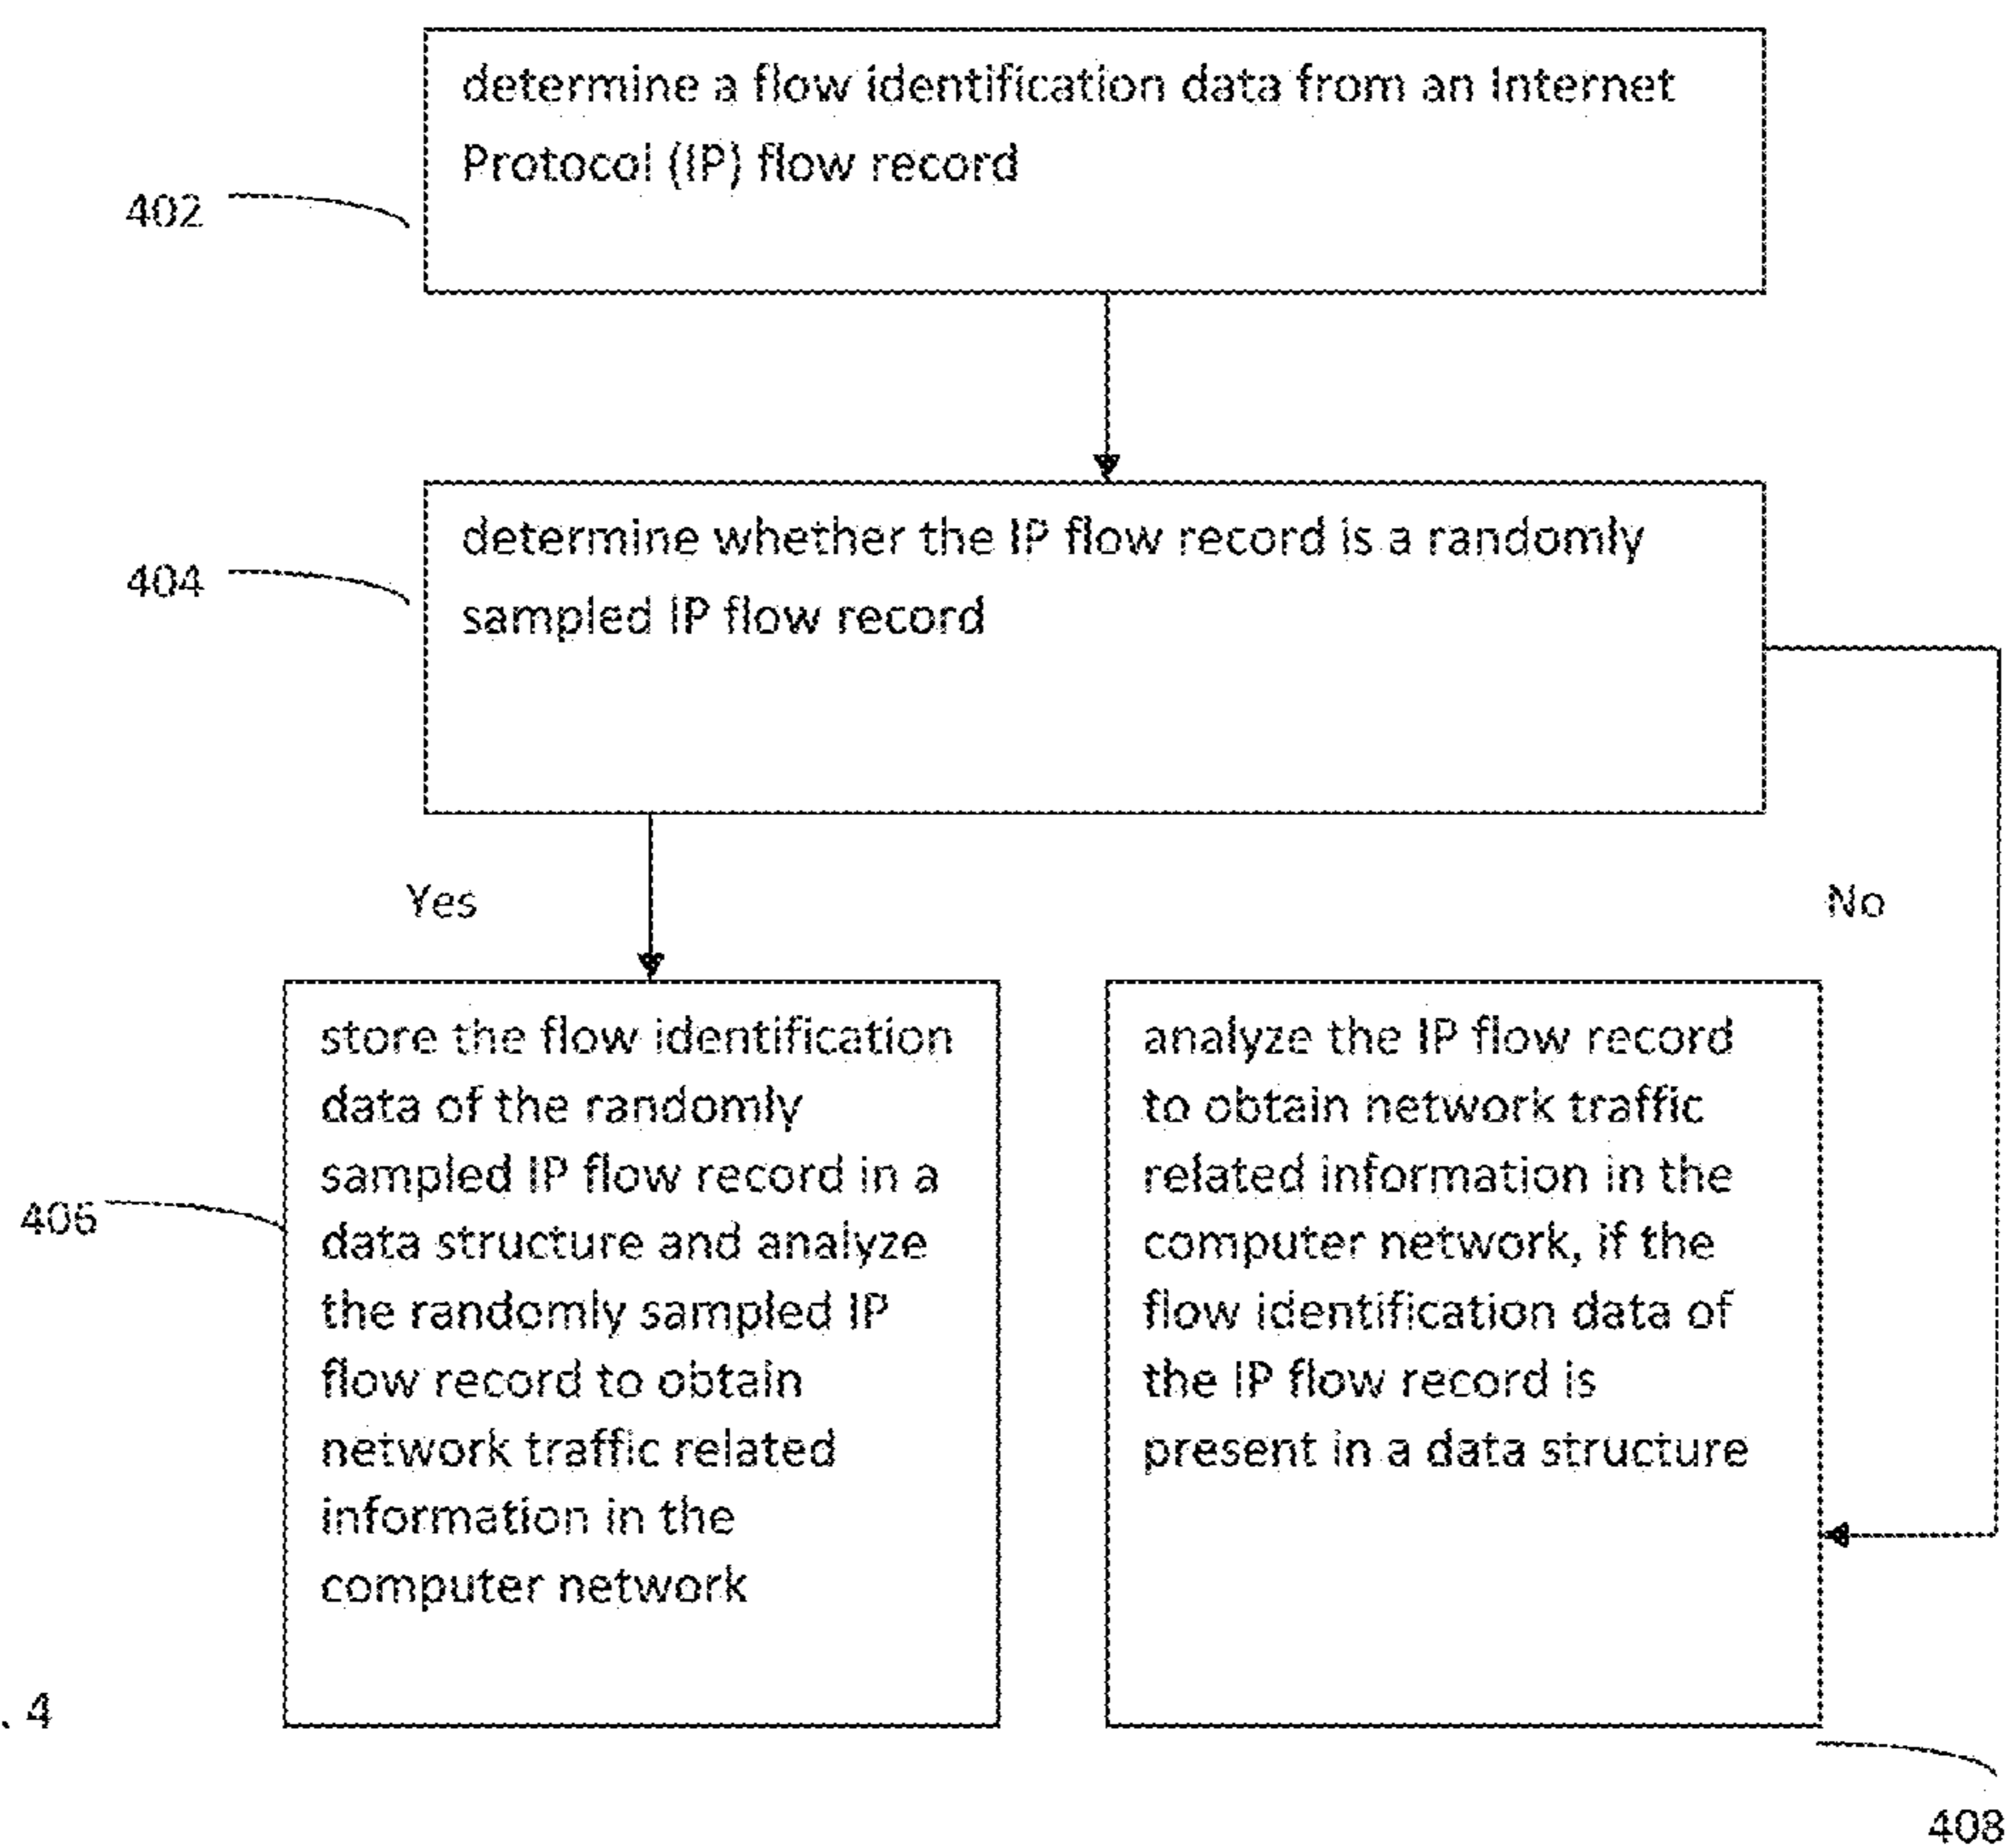 determine a flow identification data from an Internet
Protocol (IP) flow record
402
determine whether the IP flow record is a randomly
sampled IP flow record
404
Yes
No
store the flow identification
data of the randomly
sampled IP flow record in a
data structure and analyze
the randomly sampled IP
flow record to obtain
network traffic related
information in the
computer network
406
analyze the IP flow record
to obtain network traffic
related information in the
computer network, if the
flow identification data of
the IP flow record is
present in a data structure
. 4
408